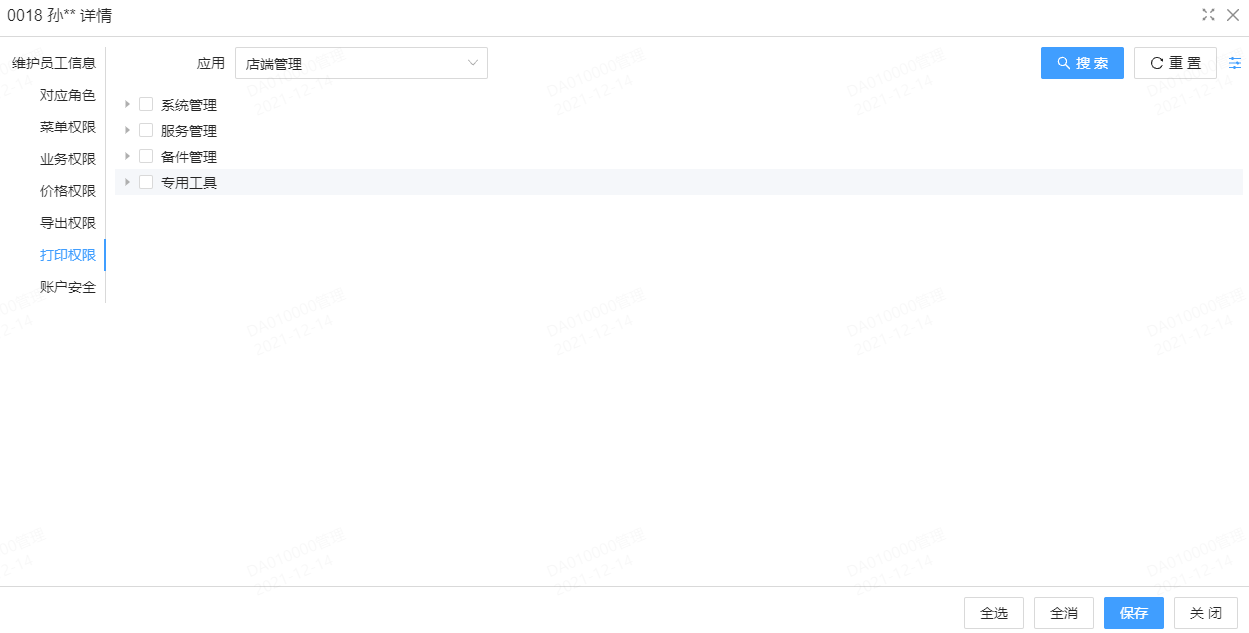 0018 孙** 详情
维护员工信息
对应角色
菜单权限
业务权限
价格权限
导出权限
打印权限
账户安全
应用 店端管理 搜索 重置
系统管理
服务管理
备件管理
专用工具
全选 全消 保存 关闭